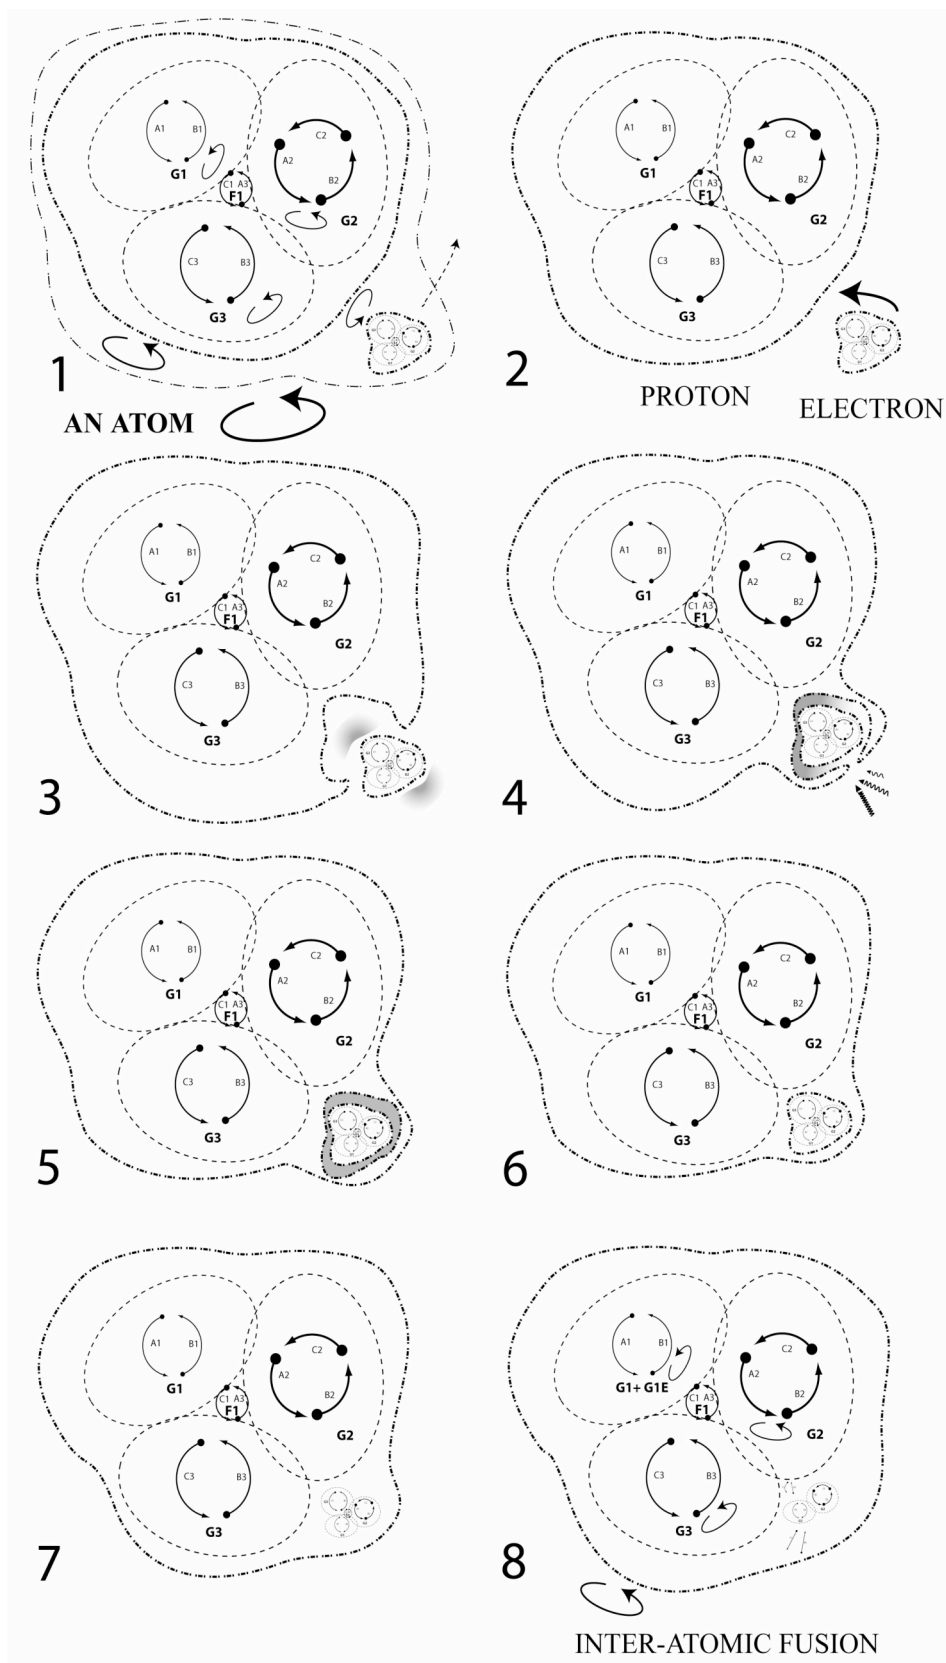 A1 B1
C2
A2
G1
C1 A3
F1
B2
G2
C3 B3
G3
1
AN ATOM
A1 B1
C2
A2
G1
C1 A3
F1
B2
G2
C3 B3
G3
2
PROTON
ELECTRON
A1 B1
C2
A2
G1
C1 A3
F1
B2
G2
C3 B3
G3
3
A1 B1
C2
A2
G1
C1 A3
F1
B2
G2
C3 B3
G3
4
A1 B1
C2
A2
G1
C1 A3
F1
B2
G2
C3 B3
G3
5
A1 B1
C2
A2
G1
C1 A3
F1
B2
G2
C3 B3
G3
6
A1 B1
C2
A2
G1
C1 A3
F1
B2
G2
C3 B3
G3
7
A1 B1
C2
A2
G1+ G1E
C1 A3
F1
B2
G2
C3 B3
G3
8
INTER-ATOMIC FUSION